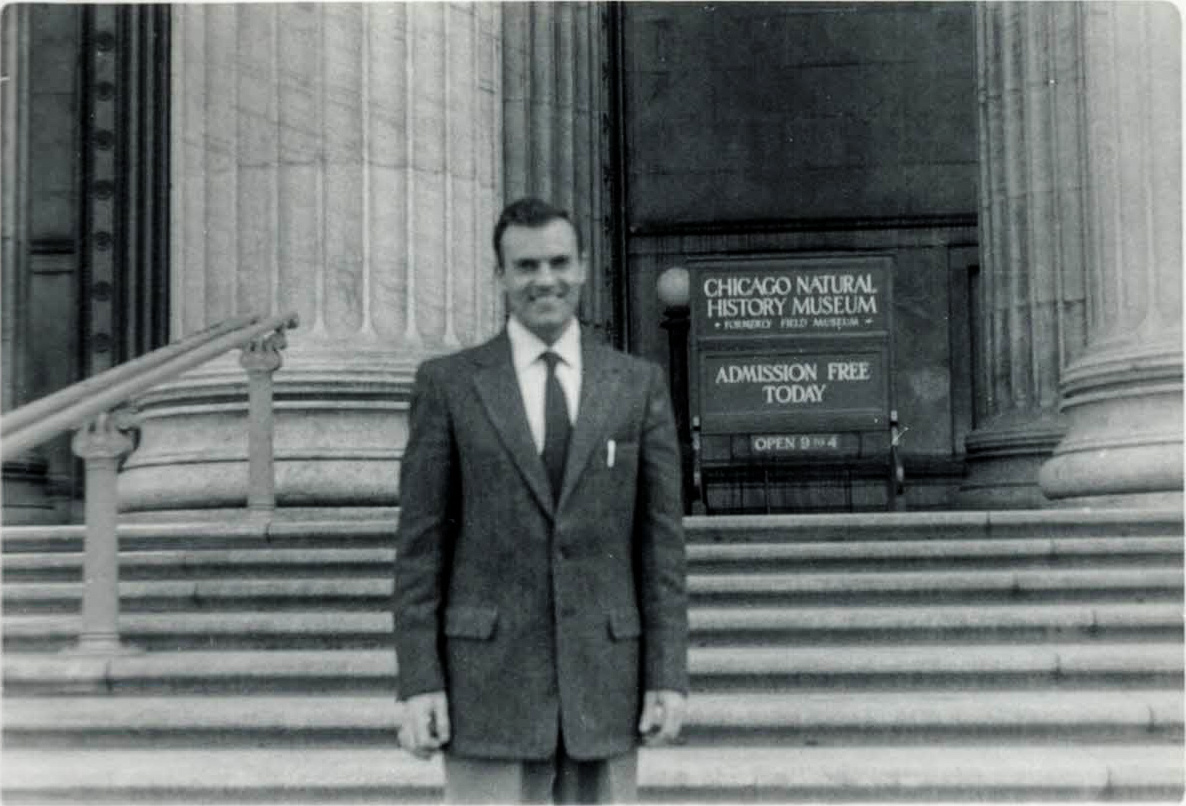 CHICAGO NATURAL
HISTORY MUSEUM
• FORMERLY FIELD MUSEUM •
ADMISSION FREE
TODAY
OPEN 9 TO 4